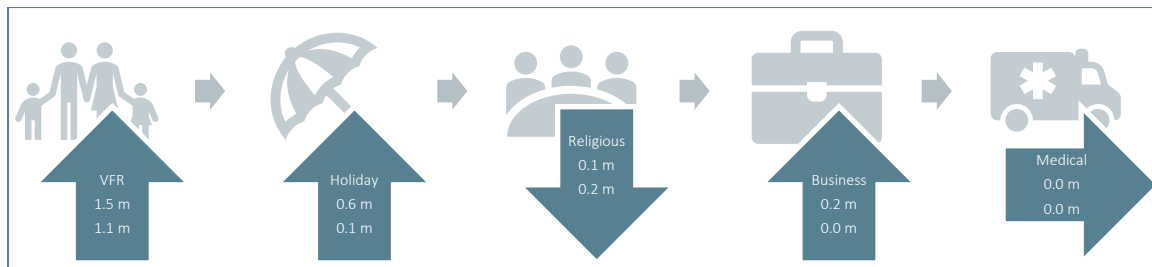 VFR
1.5 m
1.1 m
Holiday
0.6 m
0.1 m
Religious
0.1 m
0.2 m
Business
0.2 m
0.0 m
Medical
0.0 m
0.0 m